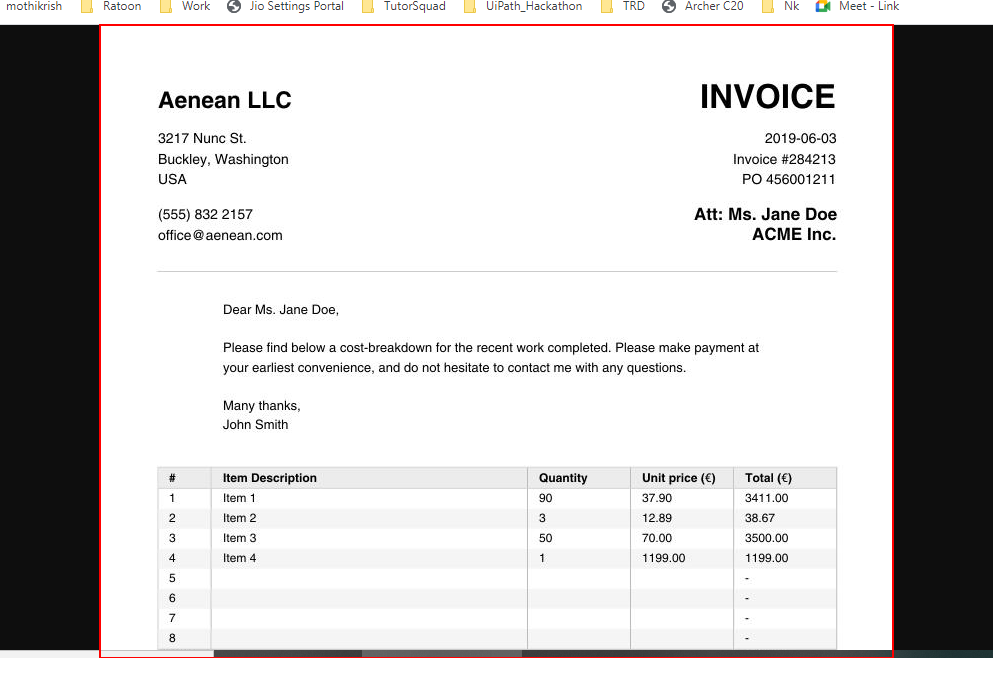 mothikrish Ratoon Work Jio Settings Portal TutorSquad UiPath_Hackathon TRD Archer C20 Nk Meet - Link
Aenean LLC INVOICE
3217 Nunc St. 2019-06-03
Buckley, Washington Invoice #284213
USA PO 456001211
(555) 832 2157 Att: Ms. Jane Doe
office@aenean.com ACME Inc.
Dear Ms. Jane Doe,
Please find below a cost-breakdown for the recent work completed. Please make payment at
your earliest convenience, and do not hesitate to contact me with any questions.
Many thanks,
John Smith
# Item Description Quantity Unit price (€) Total (€)
1 Item 1 90 37.90 3411.00
2 Item 2 3 12.89 38.67
3 Item 3 50 70.00 3500.00
4 Item 4 1 1199.00 1199.00
5 -
6 -
7 -
8 -